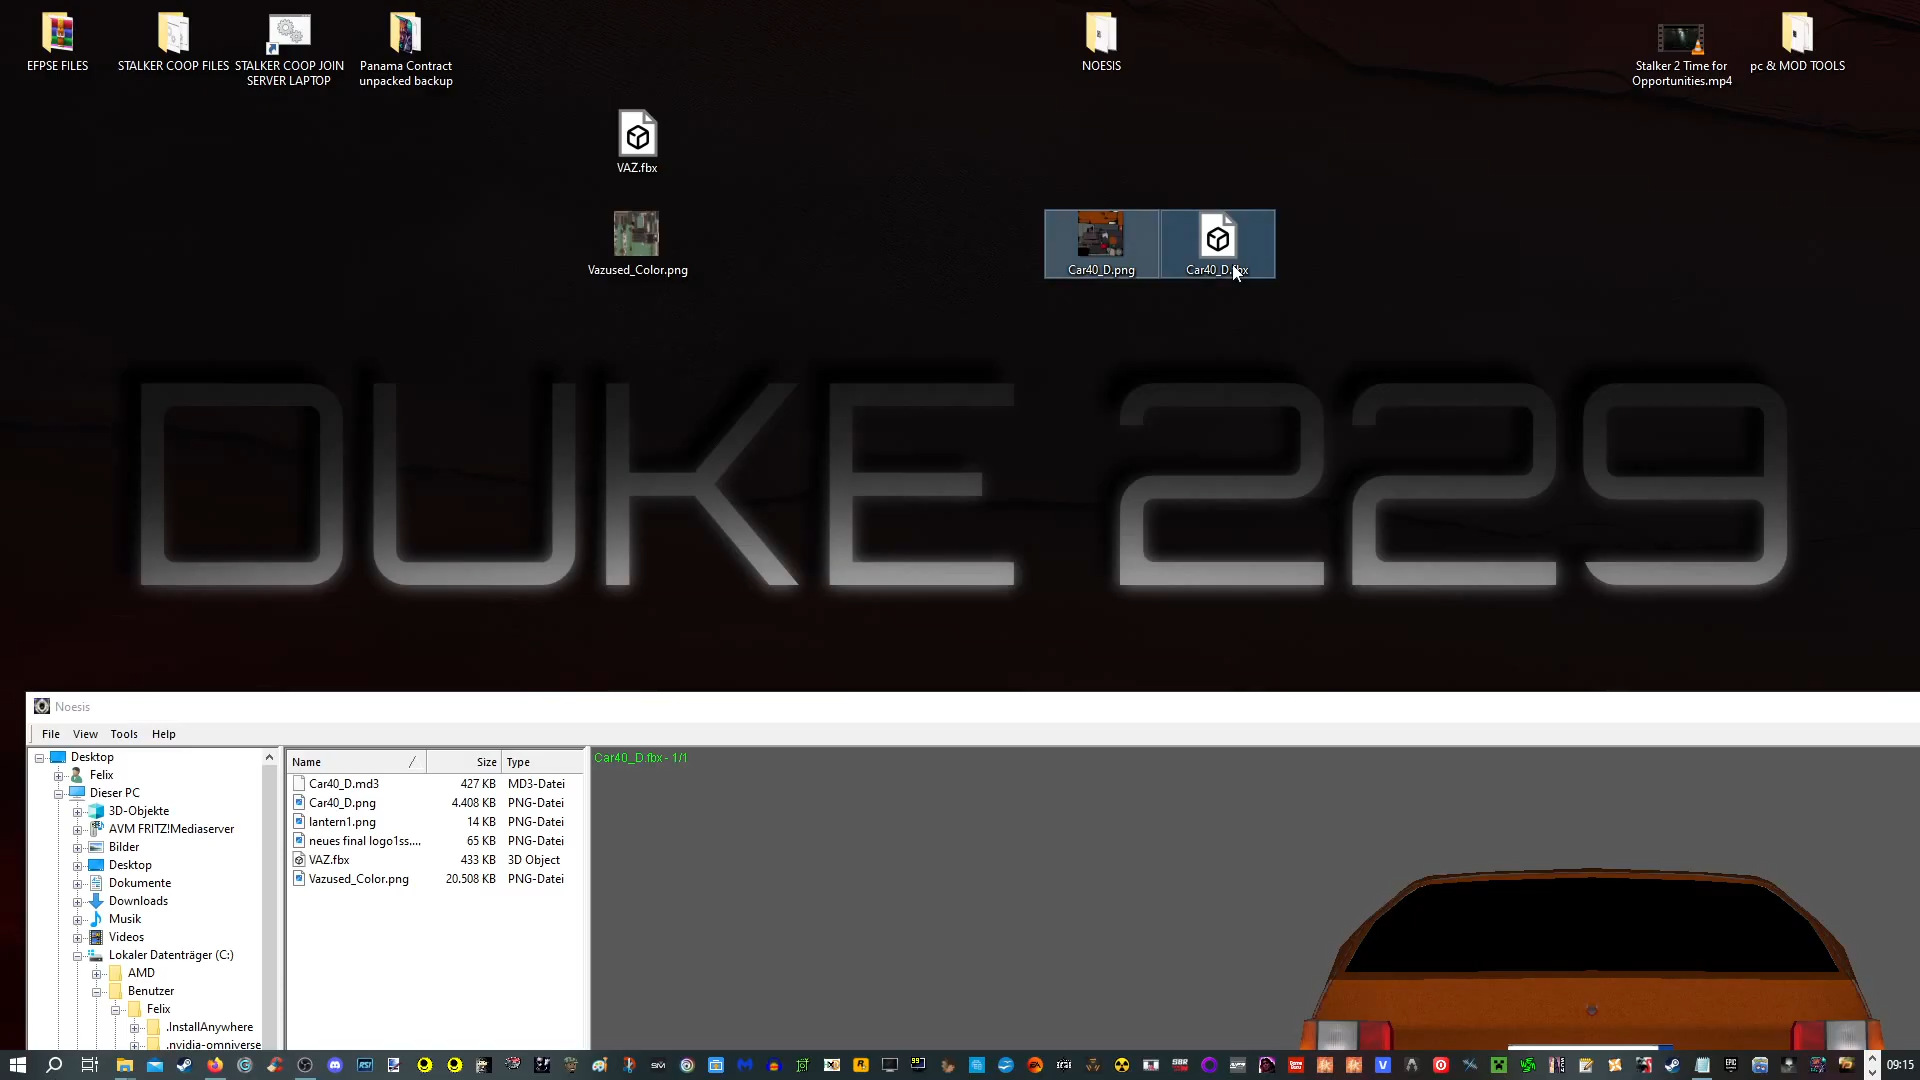 EFPSE FILES
STALKER COOP FILES
STALKER COOP JOIN
SERVER LAPTOP
Panama Contract
unpacked backup
NOESIS
Stalker 2 Time for
Opportunities.mp4
pc & MOD TOOLS
VAZ.fbx
Vazused_Color.png
Car40_D.png
Car40_D.fbx
DUKE 229
Noesis
File View Tools Help
Desktop
Felix
Dieser PC
3D-Objekte
AVM FRITZ!Mediaserver
Bilder
Desktop
Dokumente
Downloads
Musik
Videos
Lokaler Datenträger (C:)
AMD
Benutzer
Felix
.InstallAnywhere
.nvidia-omniverse
Name Size Type
Car40_D.md3 427 KB MD3-Datei
Car40_D.png 4.408 KB PNG-Datei
lantern1.png 14 KB PNG-Datei
neues final logo1ss.... 65 KB PNG-Datei
VAZ.fbx 433 KB 3D Object
Vazused_Color.png 20.508 KB PNG-Datei
Car40_D.fbx - 1/1
09:15